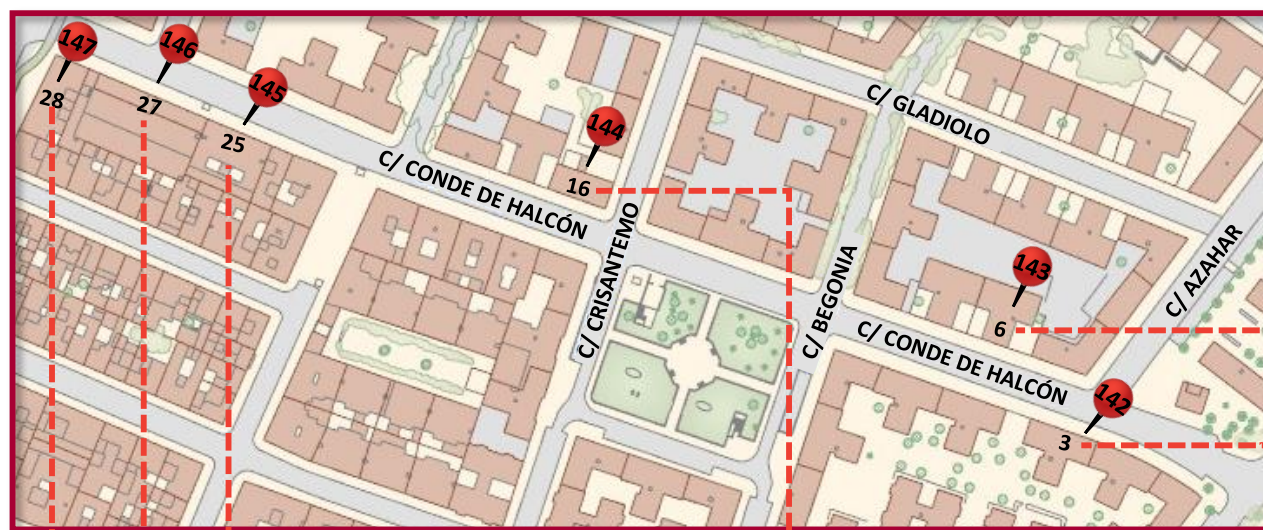 147
146
145
144
28
27
25
16
C/ CONDE DE HALCÓN
C/ CRISANTEMO
C/ GLADIOLO
C/ BEGONIA
C/ AZAHAR
143
6
C/ CONDE DE HALCÓN
142
3